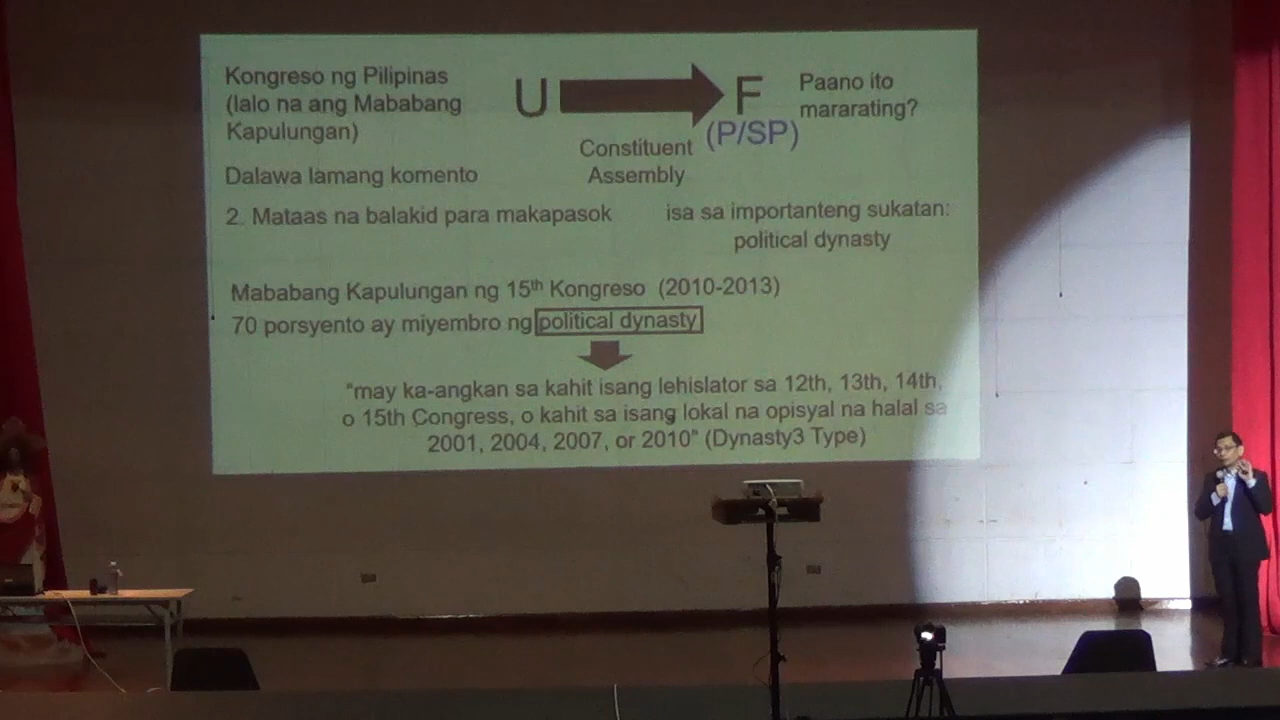 Kongreso ng Pilipinas
(lalo na ang Mababang
Kapulungan)
U
F
(P/SP)
Paano ito
mararating?
Constituent
Assembly
Dalawa lamang komento
2. Mataas na balakid para makapasok
isa sa importanteng sukatan:
political dynasty
Mababang Kapulungan ng 15th Kongreso (2010-2013)
70 porsyento ay miyembro ng political dynasty
“may ka-angkan sa kahit isang lehislator sa 12th, 13th, 14th,
o 15th Congress, o kahit sa isang lokal na opisyal na halal sa
2001, 2004, 2007, or 2010” (Dynasty3 Type)